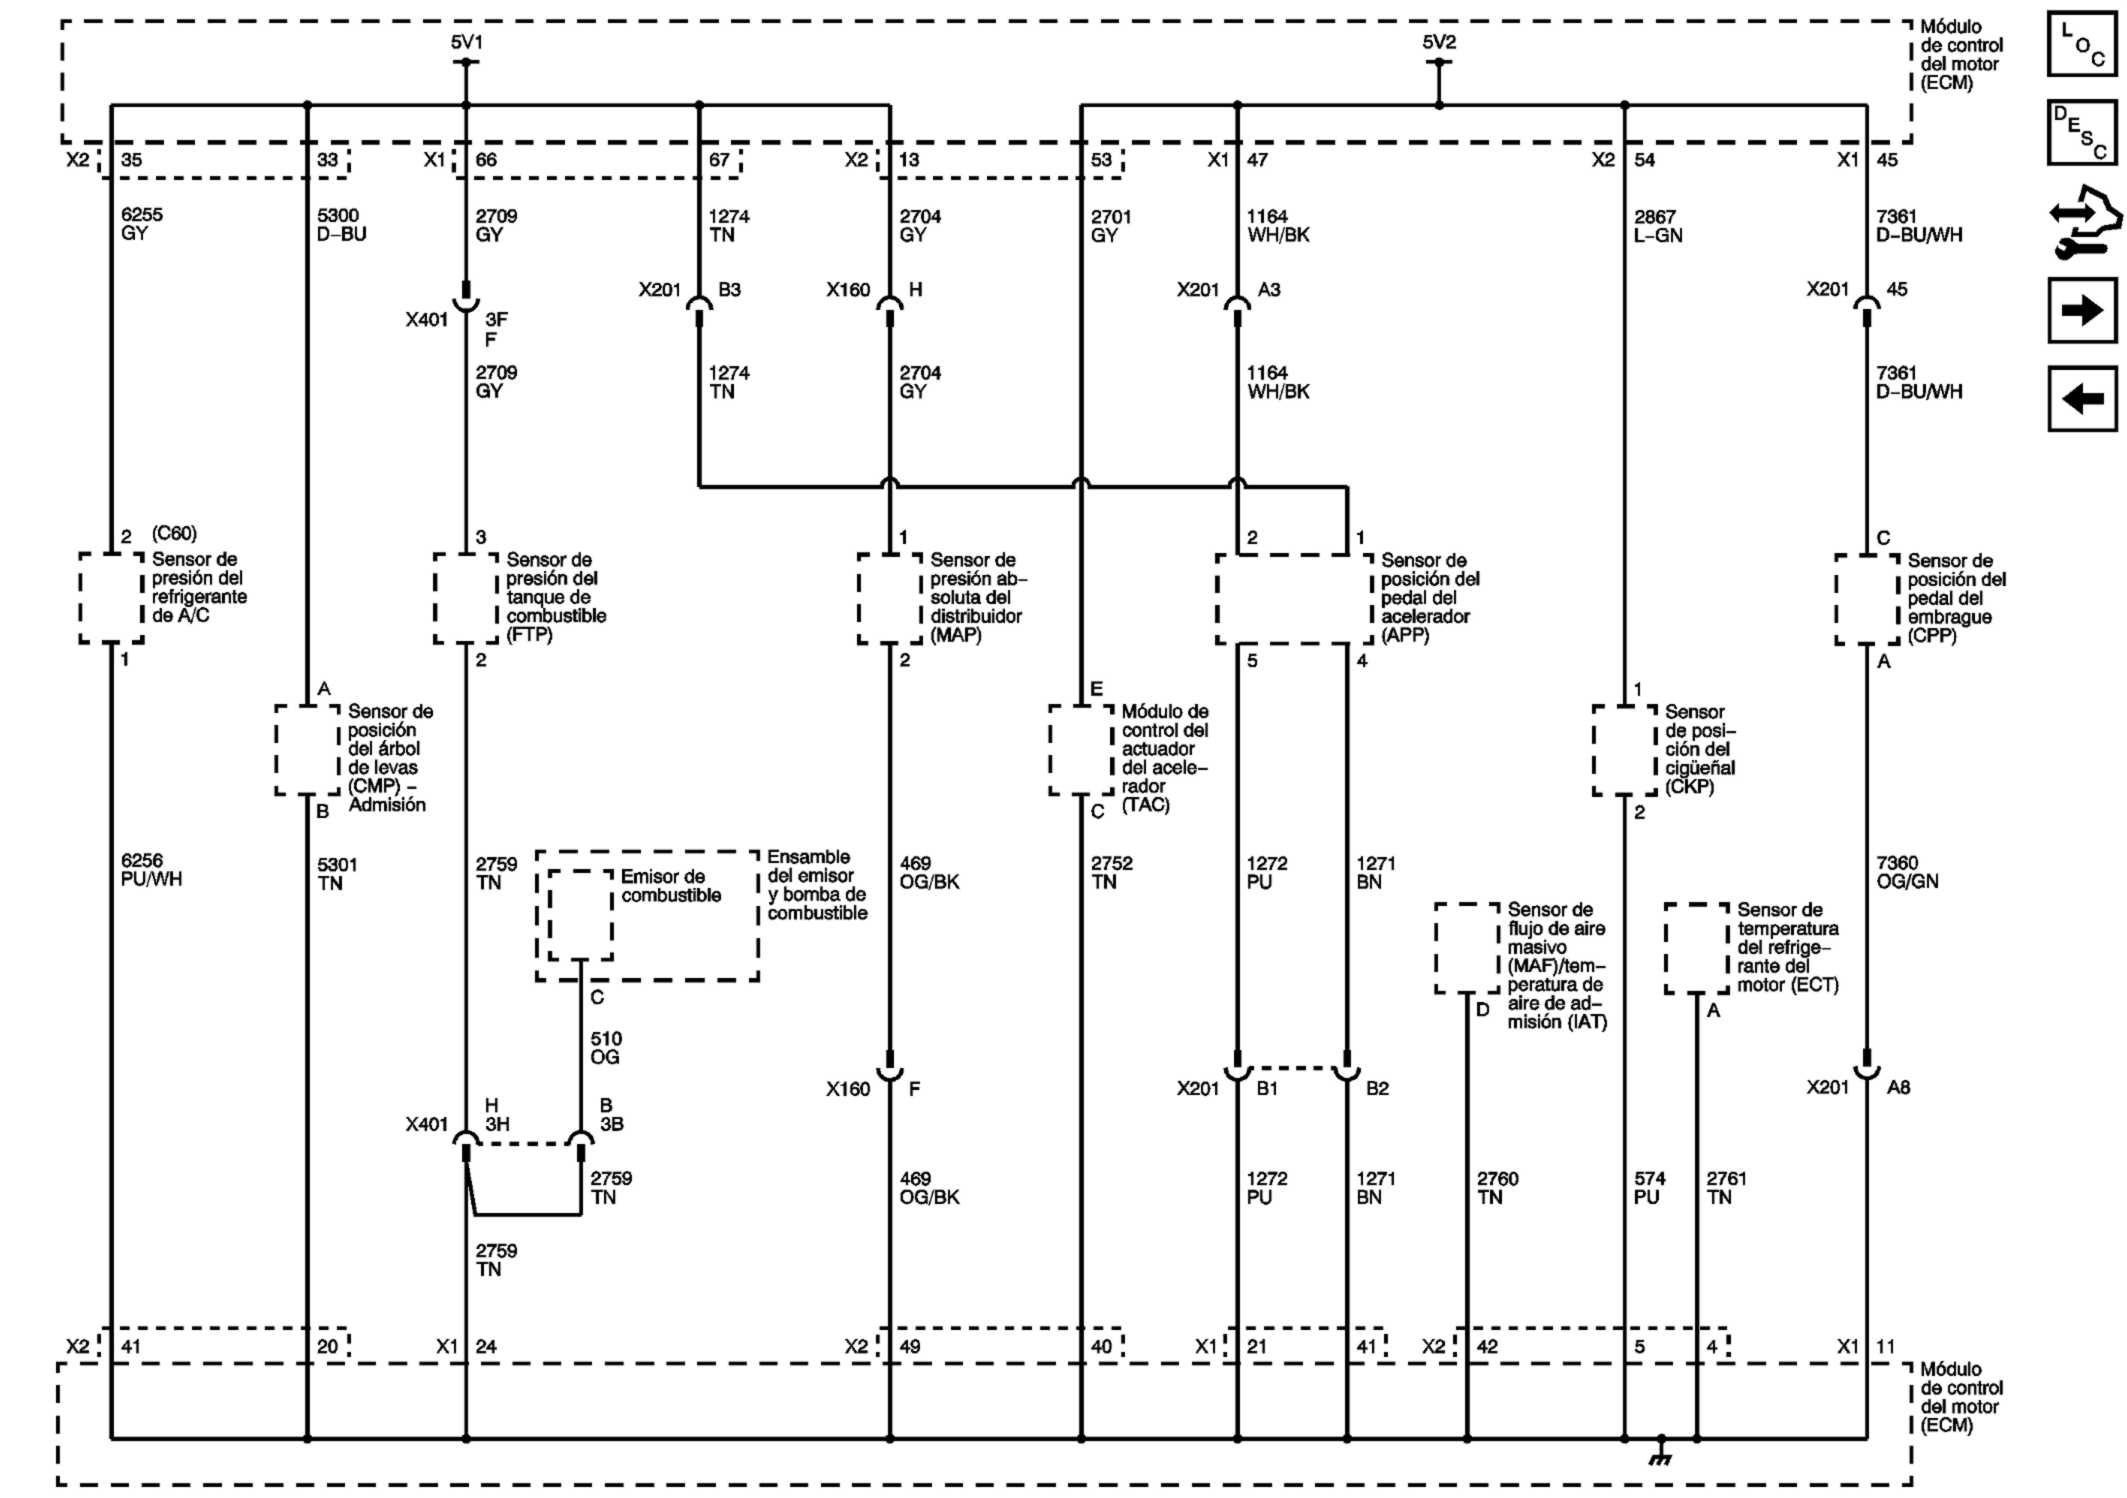 5V1
5V2
Módulo
de control
del motor
(ECM)
L
O
C
D
E
S
C
X2 35 33 X1 66 67 X2 13 53 X1 47 X2 54 X1 45
6255
GY
5300
D–BU
2709
GY
1274
TN
2704
GY
2701
GY
1164
WH/BK
2867
L–GN
7361
D–BU/WH
X401 3F
F
X201 B3
X160 H
X201 A3
X201 45
2709
GY
1274
TN
2704
GY
1164
WH/BK
7361
D–BU/WH
2 (C60)
Sensor de
presión del
refrigerante
de A/C
1
3
Sensor de
presión del
tanque de
combustible
(FTP)
2
1
Sensor de
presión ab–
soluta del
distribuidor
(MAP)
2
2 1
Sensor de
posición del
pedal del
acelerador
(APP)
5 4
C
Sensor de
posición del
pedal del
embrague
(CPP)
A
A
Sensor de
posición
del árbol
de levas
(CMP) –
Admisión
B
E
Módulo de
control del
actuador
del acele–
rador
(TAC)
C
1
Sensor
de posi–
ción del
cigüeñal
(CKP)
2
6256
PU/WH
5301
TN
2759
TN
Emisor de
combustible
Ensamble
del emisor
y bomba de
combustible
C
469
OG/BK
2752
TN
1272
PU
1271
BN
7360
OG/GN
Sensor de
flujo de aire
masivo
(MAF)/tem–
peratura de
aire de ad–
misión (IAT)
D
Sensor de
temperatura
del refrige–
rante del
motor (ECT)
A
510
OG
H B
X401 3H 3B
X160 F
X201 B1 B2
X201 A8
2759
TN
469
OG/BK
1272
PU
1271
BN
2760
TN
574
PU
2761
TN
2759
TN
X2 41 20 X1 24 X2 49 40 X1 21 41 X2 42 5 4 X1 11
Módulo
de control
del motor
(ECM)